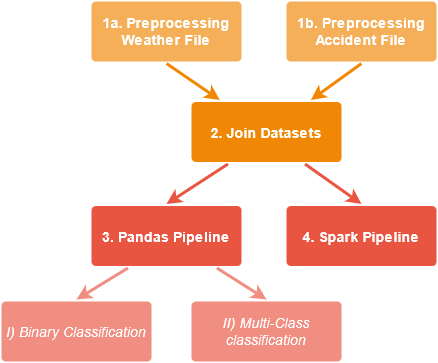 1a. Preprocessing
Weather File
1b. Preprocessing
Accident File
2. Join Datasets
3. Pandas Pipeline
4. Spark Pipeline
I) Binary Classification
II) Multi-Class
classification